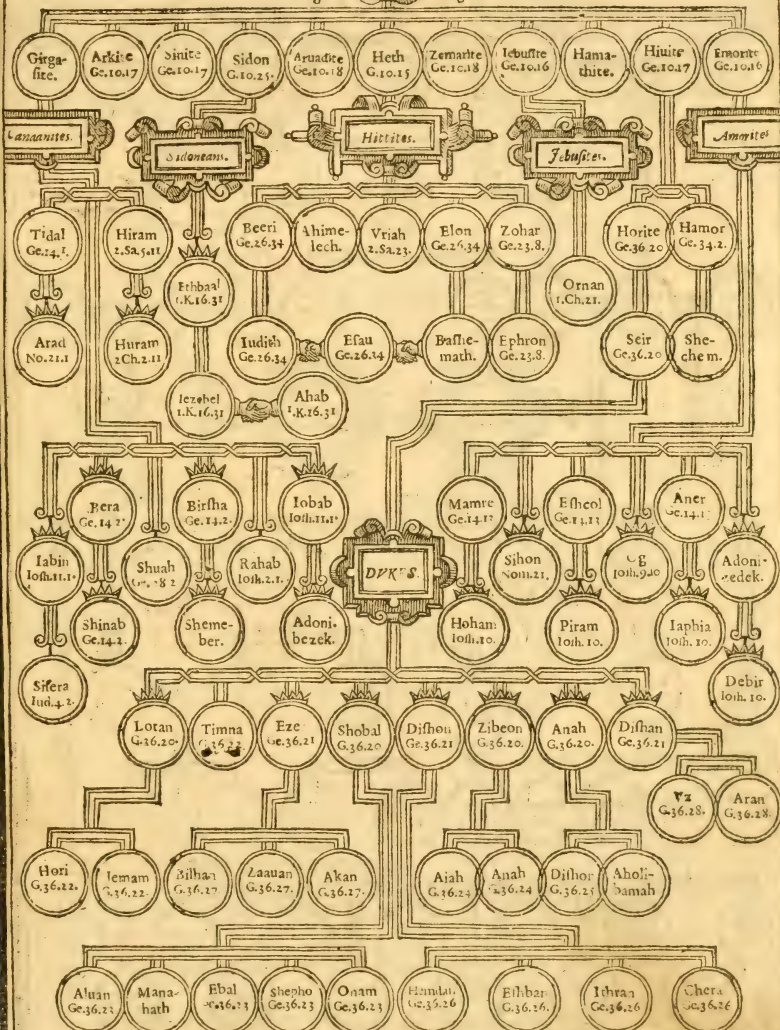 Girga-
site.
Arkite
Ge.10.17
Sinite
Ge.10.17
Sidon
G.10.25.
Aruadite
Ge.10.18
Heth
G.10.15
Zemarite
Ge.10.18
Iebusite
Ge.10.16
Hama-
thite.
Hiuite
Ge.10.17
Emorite
Ge.10.16
Canaanites.
Sidoneans.
Hittites.
Jebusites.
Amorites
Tidal
Ge.14.1.
Hiram
2.Sa.5.11
Beeri
Ge.26.34
Ahime-
lech.
Vriah
2.Sa.23.
Elon
Ge.26.34
Zohar
Ge.23.8.
Horite
Ge.36 20
Hamor
Ge.34.2.
Ethbaal
1.K.16.31
Ornan
1.Ch.21.
Arad
No.21.1
Huram
2Ch.2.11
Iudith
Ge.26.34
Esau
Ge.26.24
Bashe-
math.
Ephron
Ge.23.8.
Seir
Ge.36.20
She-
chem.
Iezebel
1.K.16.31
Ahab
1.K.16.31
Bera
Ge.14 2.
Birsha
Ge.14.2.
Iobab
Iosh.11.1.
Mamre
Ge.14.13
Eshcol
Ge.14.13
Aner
Ge.14.13
Iabin
Iosh.11.1.
Shuah
Rahab
Iosh.2.1.
DVKES.
Sihon
Nom.21.
Og
Iosh.9.10
Adoni-
zedek.
Shinab
Ge.14.2.
Sheme-
ber.
Adoni-
bezek.
Hoham
Iosh.10.
Piram
Iosh.10.
Iaphia
Iosh.10.
Sisera
Iud.4.2.
Debir
Iosh.10.
Lotan
G.36.20.
Timna
G.36.22.
Eze
Ge.36.21
Shobal
G.36.20
Dishon
Ge.36.21
Zibeon
G.36.20.
Anah
G.36.20.
Dishan
Ge.36.21
Vz
G.36.28.
Aran
G.36.28.
Hori
G.36.22.
Hemam
G.36.22.
Bilhan
G.36.27.
Zaauan
G.36.27.
Akan
G.36.27.
Aiah
G.36.24
Anah
G.36.24
Dishon
G.36.25
Aholi-
bamah
Aluan
Ge.36.23
Mana-
hath
Ebal
Ge.36.23
Shepho
Ge.36.23
Onam
Ge.36.23
Hemdan.
Ge.36.26
Eshban
G.36.26.
Ithran
Ge.36.26
Chera
Ge.36.26